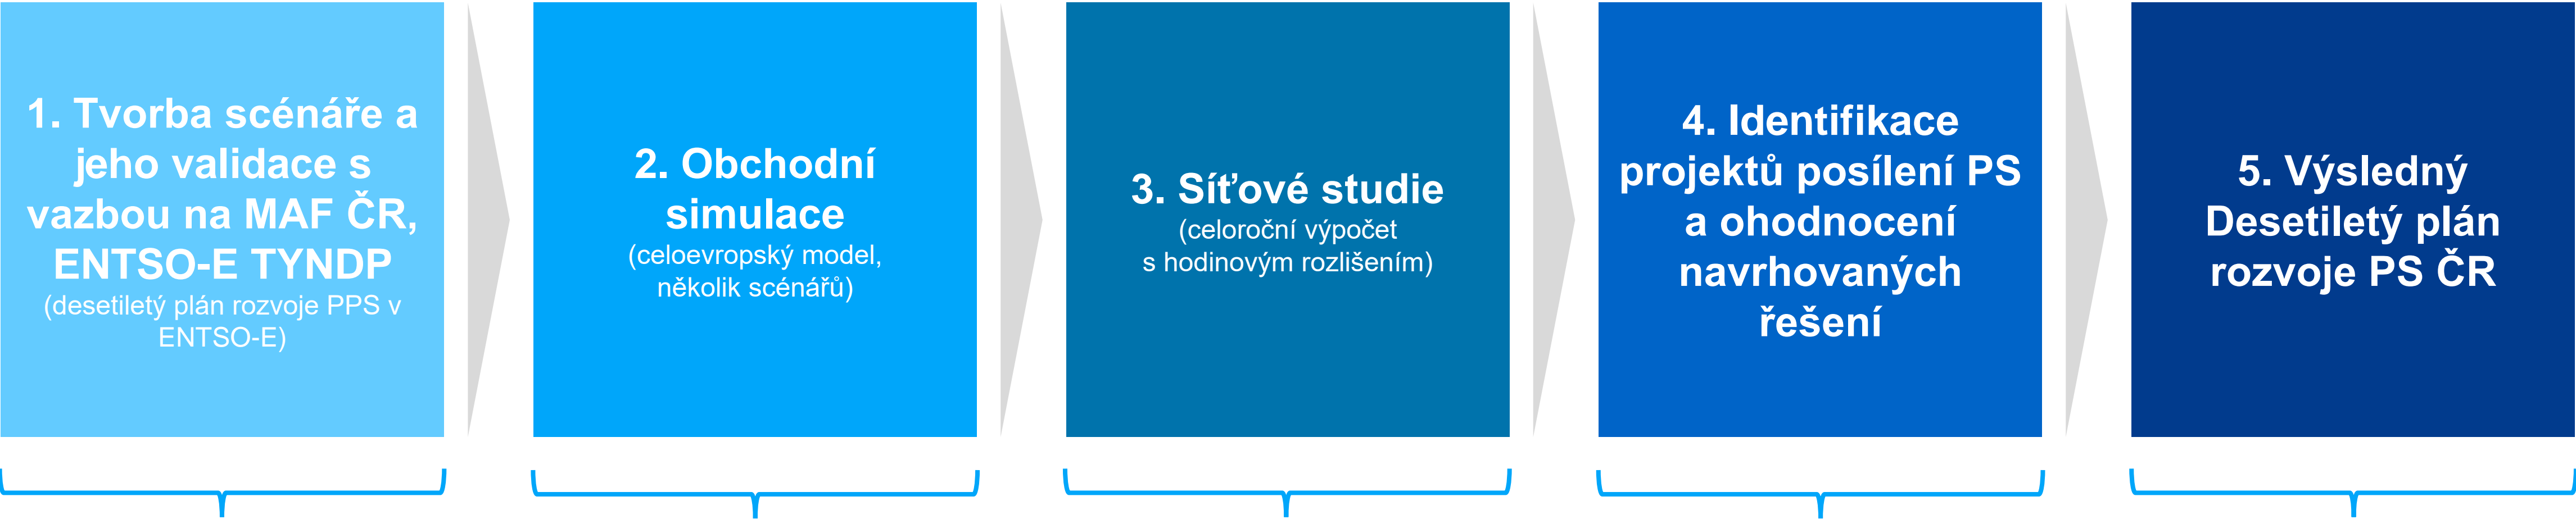 1. Tvorba scénáře a
jeho validace s
vazbou na MAF ČR,
ENTSO-E TYNDP
(desetiletý plán rozvoje PPS v
ENTSO-E)
2. Obchodní
simulace
(celoevropský model,
několik scénářů)
3. Síťové studie
(celoroční výpočet
s hodinovým rozlišením)
4. Identifikace
projektů posílení PS
a ohodnocení
navrhovaných
řešení
5. Výsledný
Desetiletý plán
rozvoje PS ČR